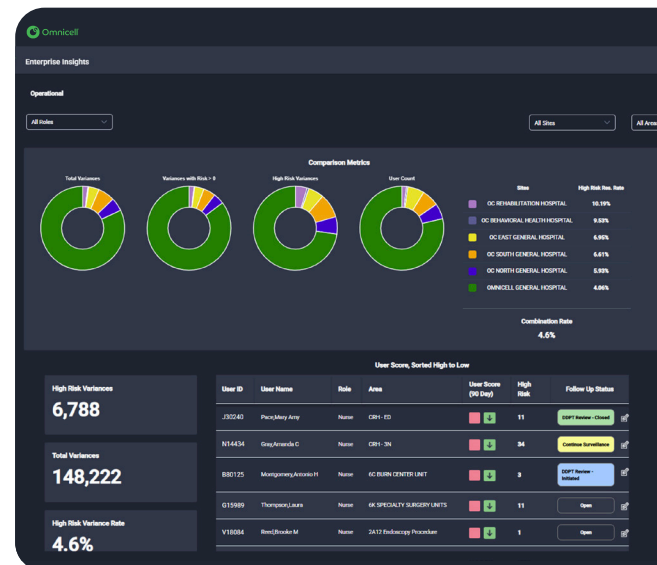 Omnicell
Enterprise Insights
Operational
All Roles
All Sites
All Areas
Comparison Metrics
Total Variances
Variances with Risk > 0
High Risk Variances
User Count
Sites High Risk Res. Rate
OC REHABILITATION HOSPITAL 10.19%
OC BEHAVIORAL HEALTH HOSPITAL 9.53%
OC EAST GENERAL HOSPITAL 6.95%
OC SOUTH GENERAL HOSPITAL 6.61%
OC NORTH GENERAL HOSPITAL 5.93%
OMNICELL GENERAL HOSPITAL 4.06%
Combination Rate
4.6%
High Risk Variances
6,788
Total Variances
148,222
High Risk Variance Rate
4.6%
User Score, Sorted High to Low
User ID User Name Role Area User Score (90 Day) High Risk Follow Up Status
J30240 Pace,Mary Amy Nurse CRH - ED 11 DDPT Review - Closed
N14434 Gray,Amanda C Nurse CRH - 3N 34 Continue Surveillance
B80125 Montgomery,Antonio H Nurse 6C BURN CENTER UNIT 3 DDPT Review - Initiated
G15989 Thompson,Laura Nurse 6K SPECIALTY SURGERY UNITS 11 Open
V18084 Reed,Brooke M Nurse 2A12 Endoscopy Procedure 1 Open